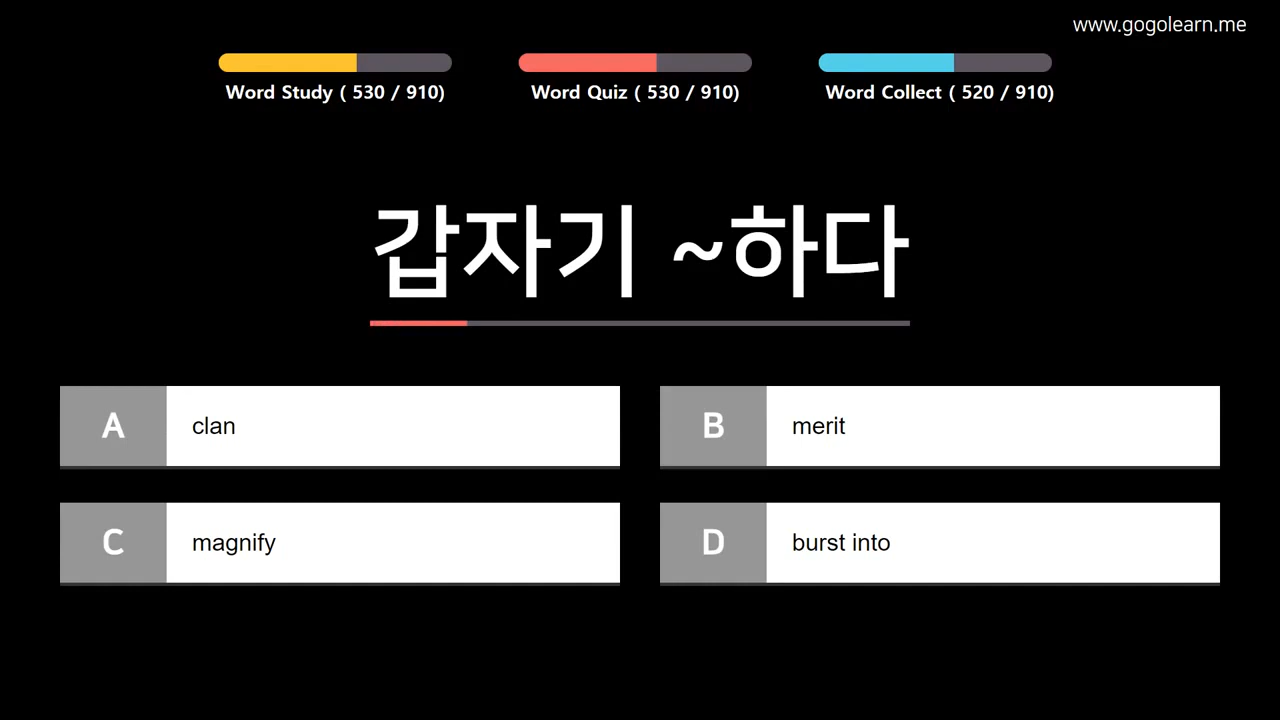 www.gogolearn.me
Word Study ( 530 / 910)
Word Quiz ( 530 / 910)
Word Collect ( 520 / 910)
갑자기 ~하다
A clan
B merit
C magnify
D burst into